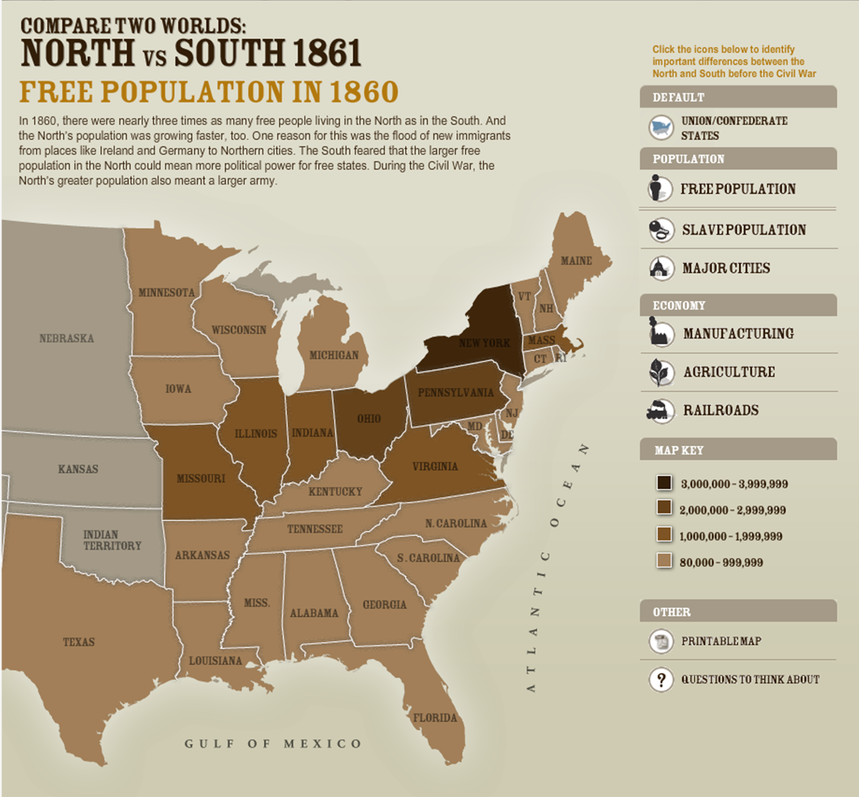 COMPARE TWO WORLDS:
NORTH VS SOUTH 1861
FREE POPULATION IN 1860
In 1860, there were nearly three times as many free people living in the North as in the South. And
the North's population was growing faster, too. One reason for this was the flood of new immigrants
from places like Ireland and Germany to Northern cities. The South feared that the larger free
population in the North could mean more political power for free states. During the Civil War, the
North's greater population also meant a larger army.
Click the icons below to identify
important differences between the
North and South before the Civil War
DEFAULT
UNION/CONFEDERATE
STATES
POPULATION
FREE POPULATION
SLAVE POPULATION
MAJOR CITIES
ECONOMY
MANUFACTURING
AGRICULTURE
RAILROADS
MAP KEY
3,000,000 - 3,999,999
2,000,000 - 2,999,999
1,000,000 - 1,999,999
80,000 - 999,999
OTHER
PRINTABLE MAP
? QUESTIONS TO THINK ABOUT
MAINE
VT
NH
MINNESOTA
WISCONSIN
MICHIGAN
NEW YORK
MASS
CT
RI
NEBRASKA
IOWA
PENNSYLVANIA
NJ
MD
DE
ILLINOIS
INDIANA
OHIO
KANSAS
MISSOURI
VIRGINIA
KENTUCKY
INDIAN
TERRITORY
TENNESSEE
N. CAROLINA
ARKANSAS
S. CAROLINA
MISS.
ALABAMA
GEORGIA
TEXAS
LOUISIANA
FLORIDA
GULF OF MEXICO
ATLANTIC OCEAN